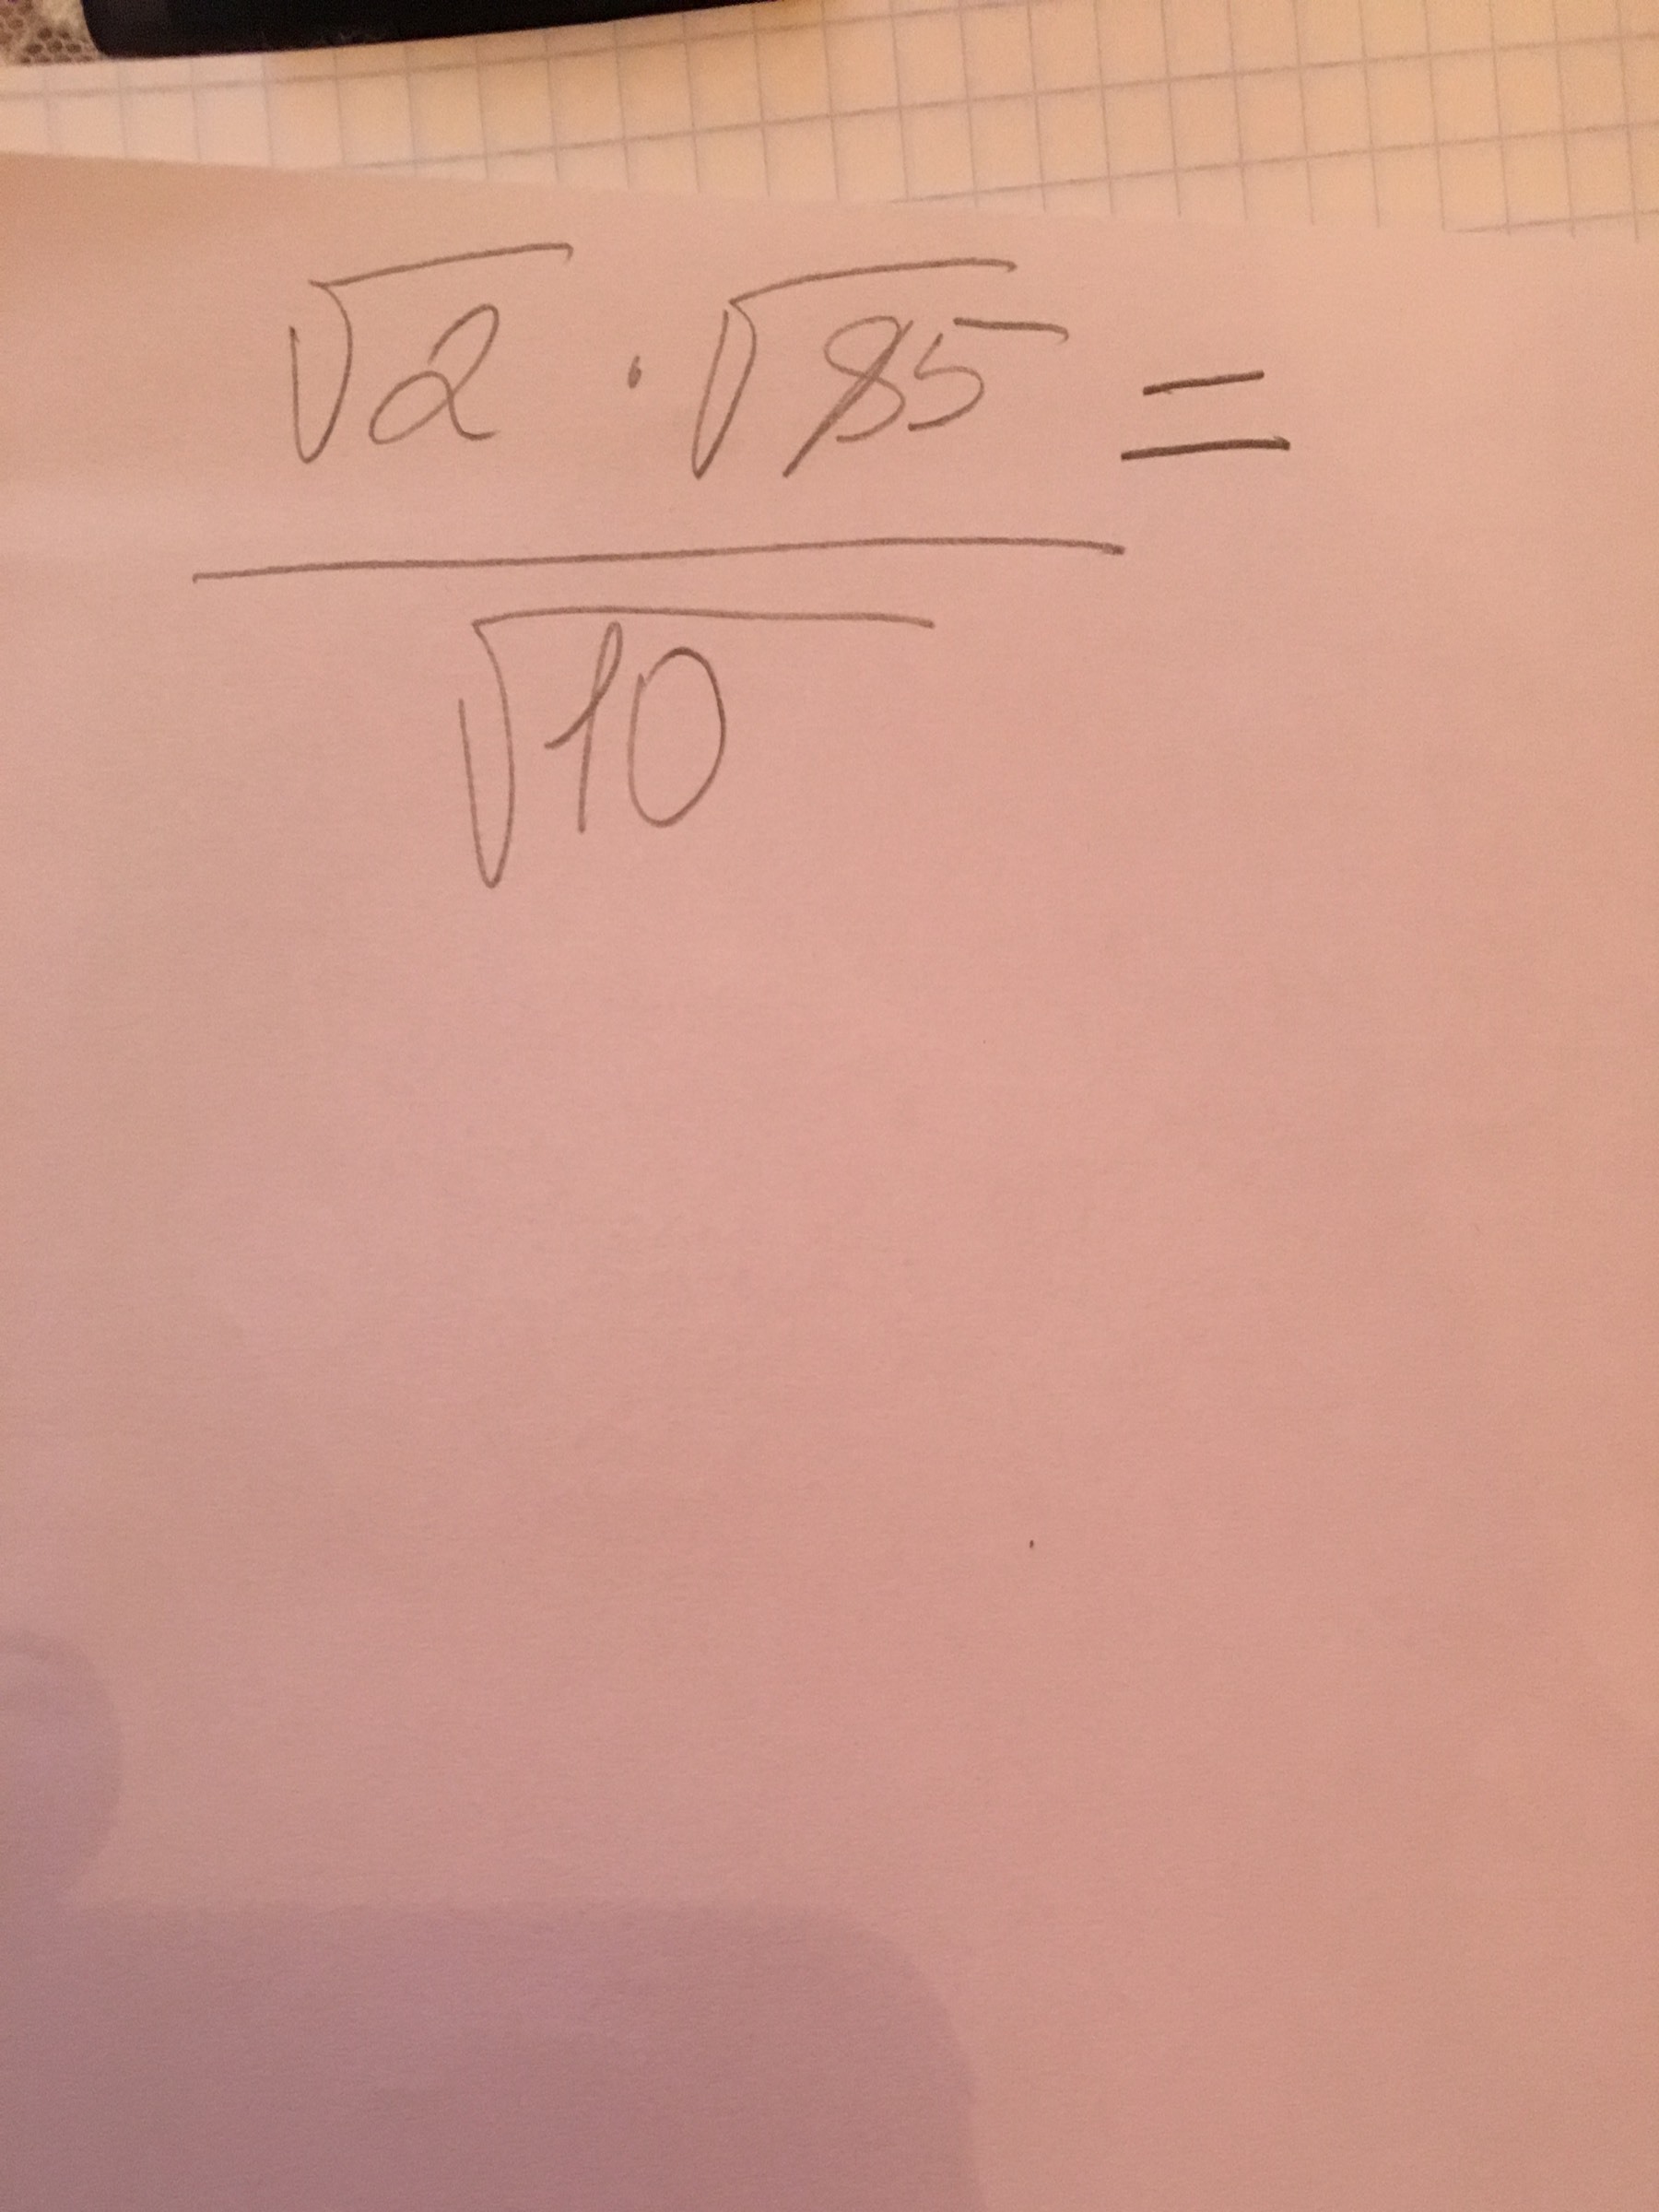 √2 · √85 =
√10